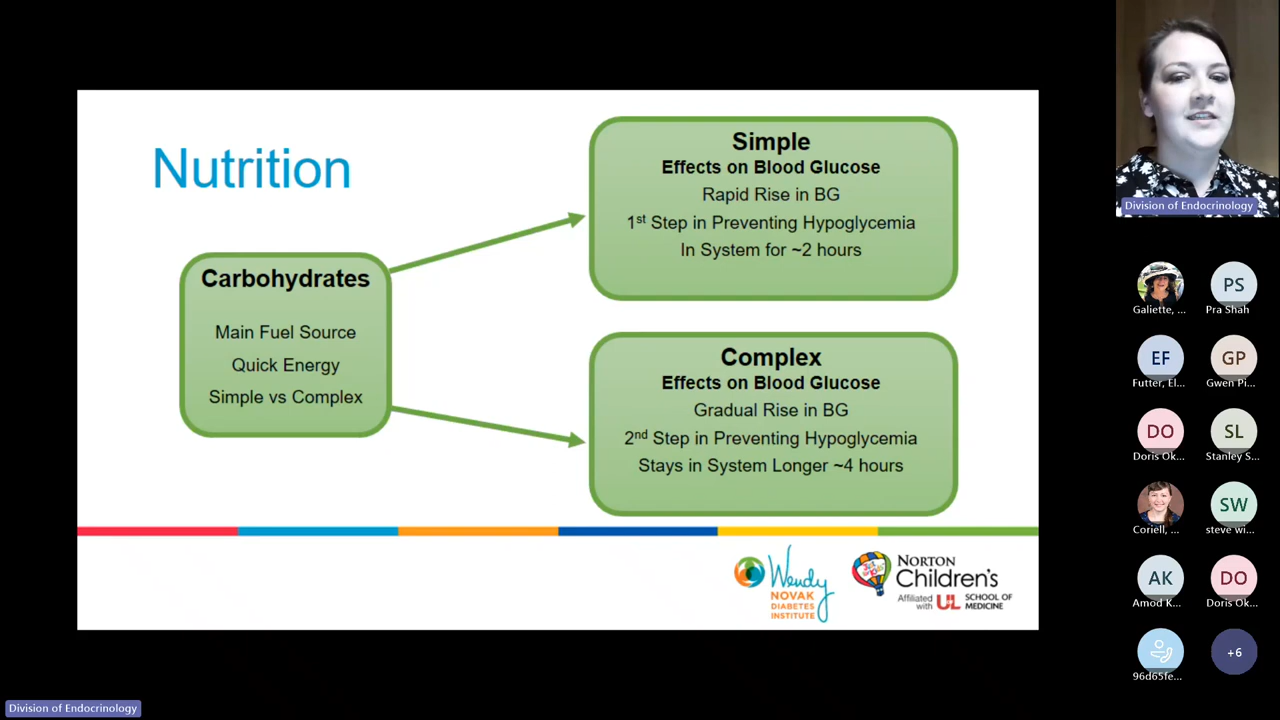 Nutrition
Carbohydrates
Main Fuel Source
Quick Energy
Simple vs Complex
Simple
Effects on Blood Glucose
Rapid Rise in BG
1st Step in Preventing Hypoglycemia
In System for ~2 hours
Complex
Effects on Blood Glucose
Gradual Rise in BG
2nd Step in Preventing Hypoglycemia
Stays in System Longer ~4 hours
Wendy
NOVAK
DIABETES
INSTITUTE
Just for Kids
NORTON
Children's
Affiliated with UL SCHOOL OF MEDICINE
Division of Endocrinology
Galiette, ...
PS
Pra Shah
EF
Futter, El...
GP
Gwen Pi...
DO
Doris Ok...
SL
Stanley S...
Coriell, ...
SW
steve wi...
AK
Amod K...
DO
Doris Ok...
96d65fe...
+6
Division of Endocrinology